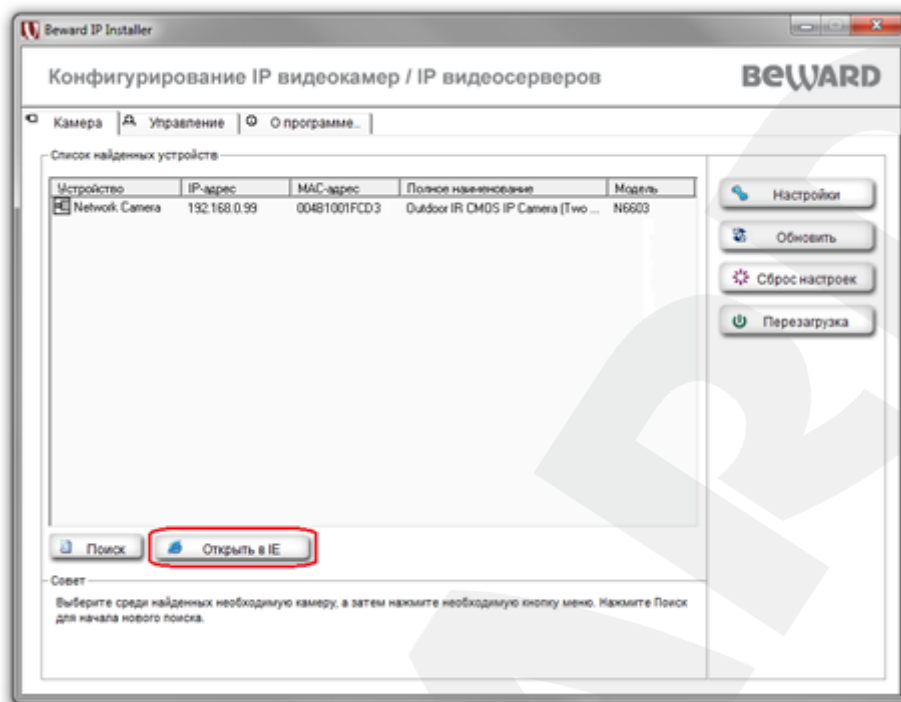 Beward IP Installer
Конфигурирование IP видеокамер / IP видеосерверов
BEWARD
Камера Управление О программе...
Список найденных устройств
Устройство IP-адрес MAC-адрес Полное наименование Модель
Network Camera 192.168.0.99 00481001FCD3 Outdoor IR CMOS IP Camera (Two ... N6603
Настройки
Обновить
Сброс настроек
Перезагрузка
Поиск Открыть в IE
Совет
Выберите среди найденных необходимую камеру, а затем нажмите необходимую кнопку меню. Нажмите Поиск
для начала нового поиска.